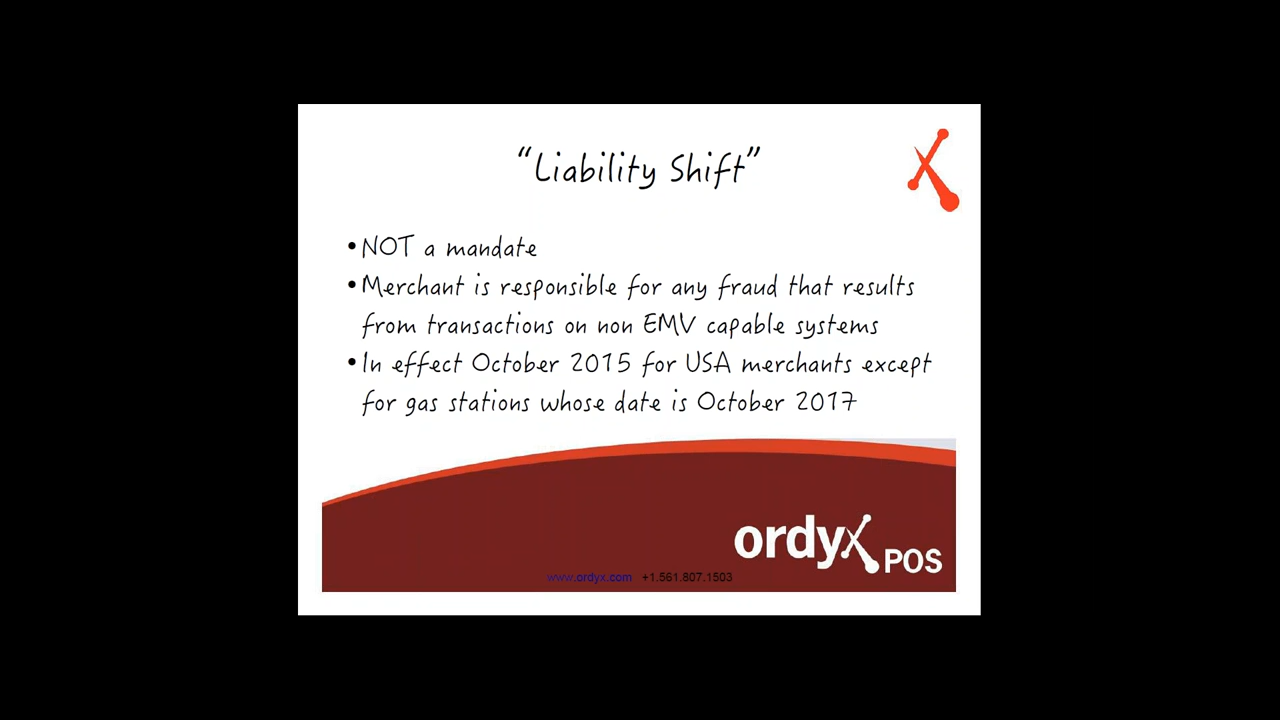 “Liability Shift”
•NOT a mandate
•Merchant is responsible for any fraud that results
from transactions on non EMV capable systems
•In effect October 2015 for USA merchants except
for gas stations whose date is October 2017
ordyx POS
www.ordyx.com +1.561.807.1503